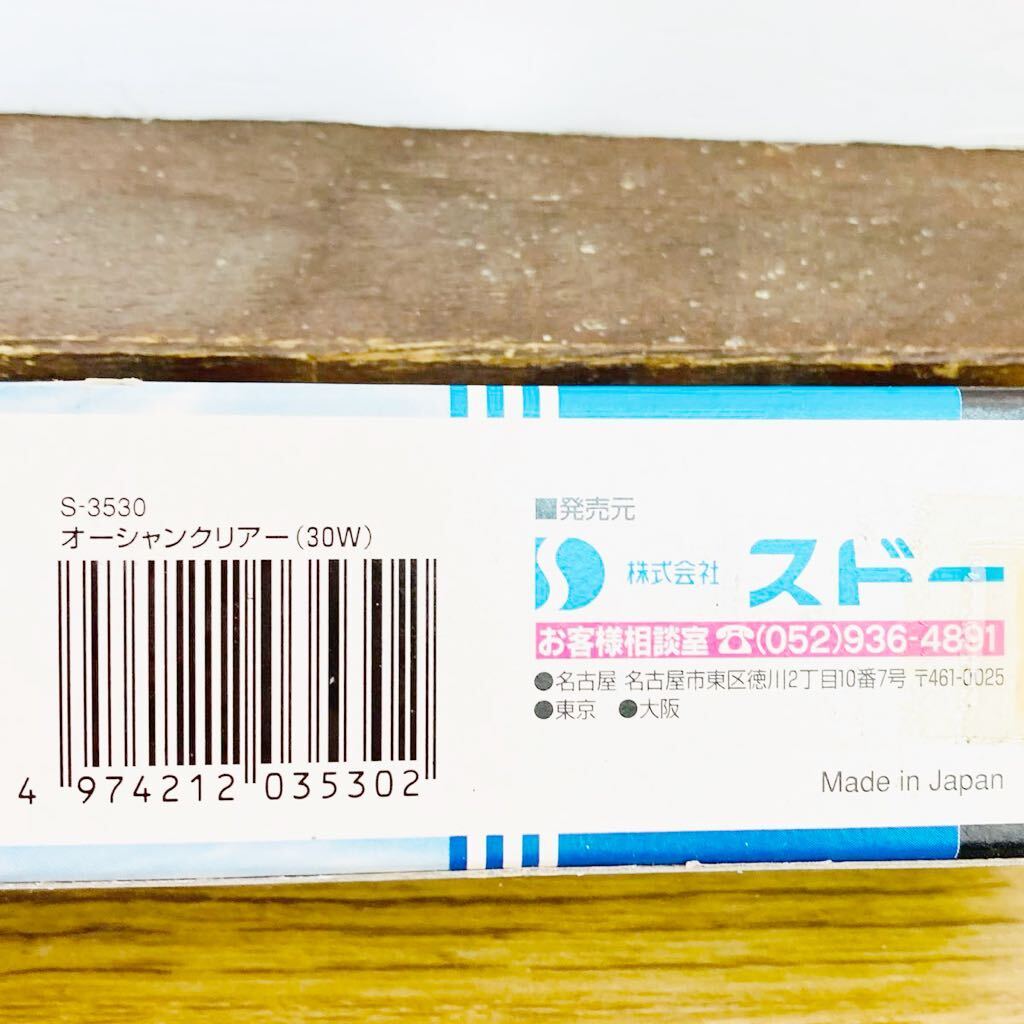 S-3530
オーシャンクリアー(30W)
4 974212 035302
■発売元
株式会社 スドー
お客様相談室 ☎(052)936-4891
●名古屋 名古屋市東区徳川2丁目10番7号 〒461-0025
●東京 ●大阪
Made in Japan